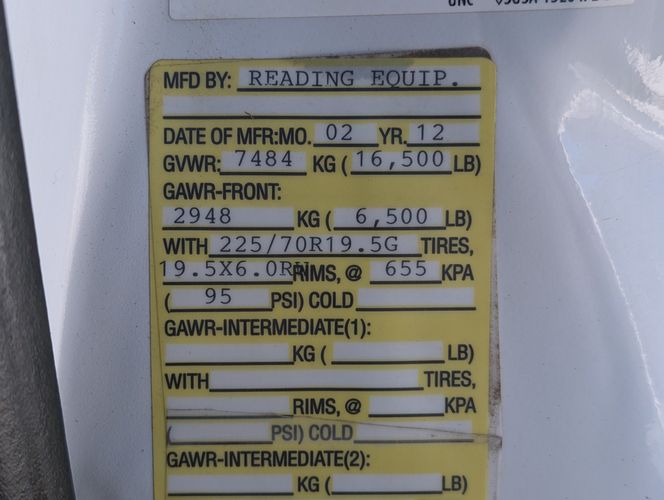 MFD BY: READING EQUIP.
DATE OF MFR:MO. 02 YR. 12
GVWR: 7484 KG ( 16,500 LB)
GAWR-FRONT:
2948 KG ( 6,500 LB)
WITH 225/70R19.5G TIRES,
19.5X6.0RW RIMS, @ 655 KPA
( 95 PSI) COLD
GAWR-INTERMEDIATE(1):
KG ( LB)
WITH TIRES,
RIMS, @ KPA
( PSI) COLD
GAWR-INTERMEDIATE(2):
KG ( LB)